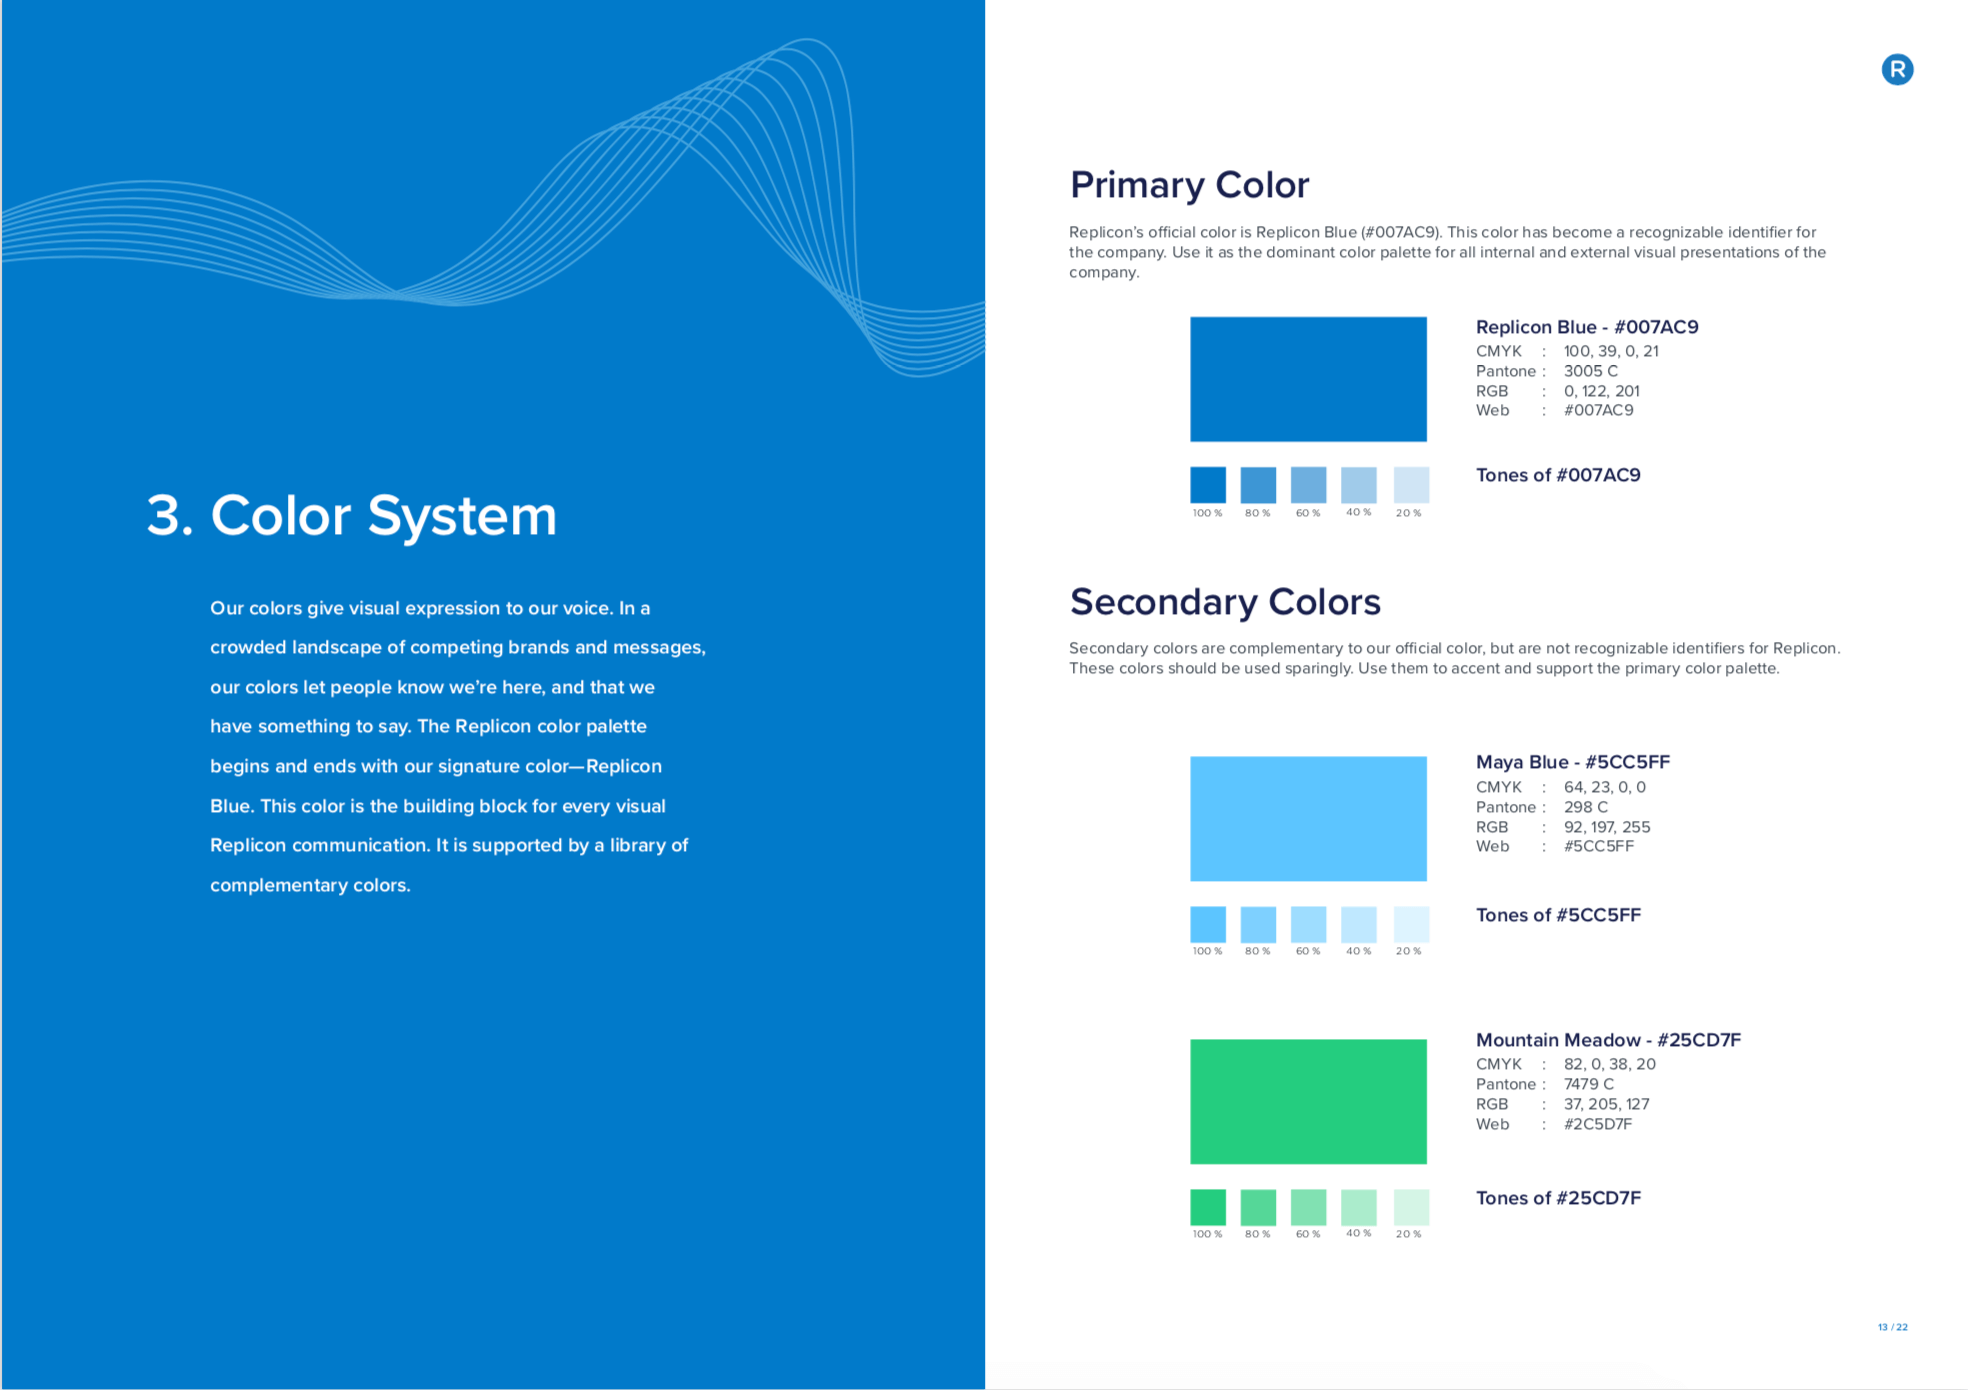 3. Color System
Our colors give visual expression to our voice. In a
crowded landscape of competing brands and messages,
our colors let people know we’re here, and that we
have something to say. The Replicon color palette
begins and ends with our signature color—Replicon
Blue. This color is the building block for every visual
Replicon communication. It is supported by a library of
complementary colors.
R
Primary Color
Replicon’s official color is Replicon Blue (#007AC9). This color has become a recognizable identifier for
the company. Use it as the dominant color palette for all internal and external visual presentations of the
company.
Replicon Blue - #007AC9
CMYK : 100, 39, 0, 21
Pantone : 3005 C
RGB : 0, 122, 201
Web : #007AC9
Tones of #007AC9
100 % 80 % 60 % 40 % 20 %
Secondary Colors
Secondary colors are complementary to our official color, but are not recognizable identifiers for Replicon.
These colors should be used sparingly. Use them to accent and support the primary color palette.
Maya Blue - #5CC5FF
CMYK : 64, 23, 0, 0
Pantone : 298 C
RGB : 92, 197, 255
Web : #5CC5FF
Tones of #5CC5FF
100 % 80 % 60 % 40 % 20 %
Mountain Meadow - #25CD7F
CMYK : 82, 0, 38, 20
Pantone : 7479 C
RGB : 37, 205, 127
Web : #2C5D7F
Tones of #25CD7F
100 % 80 % 60 % 40 % 20 %
13 / 22